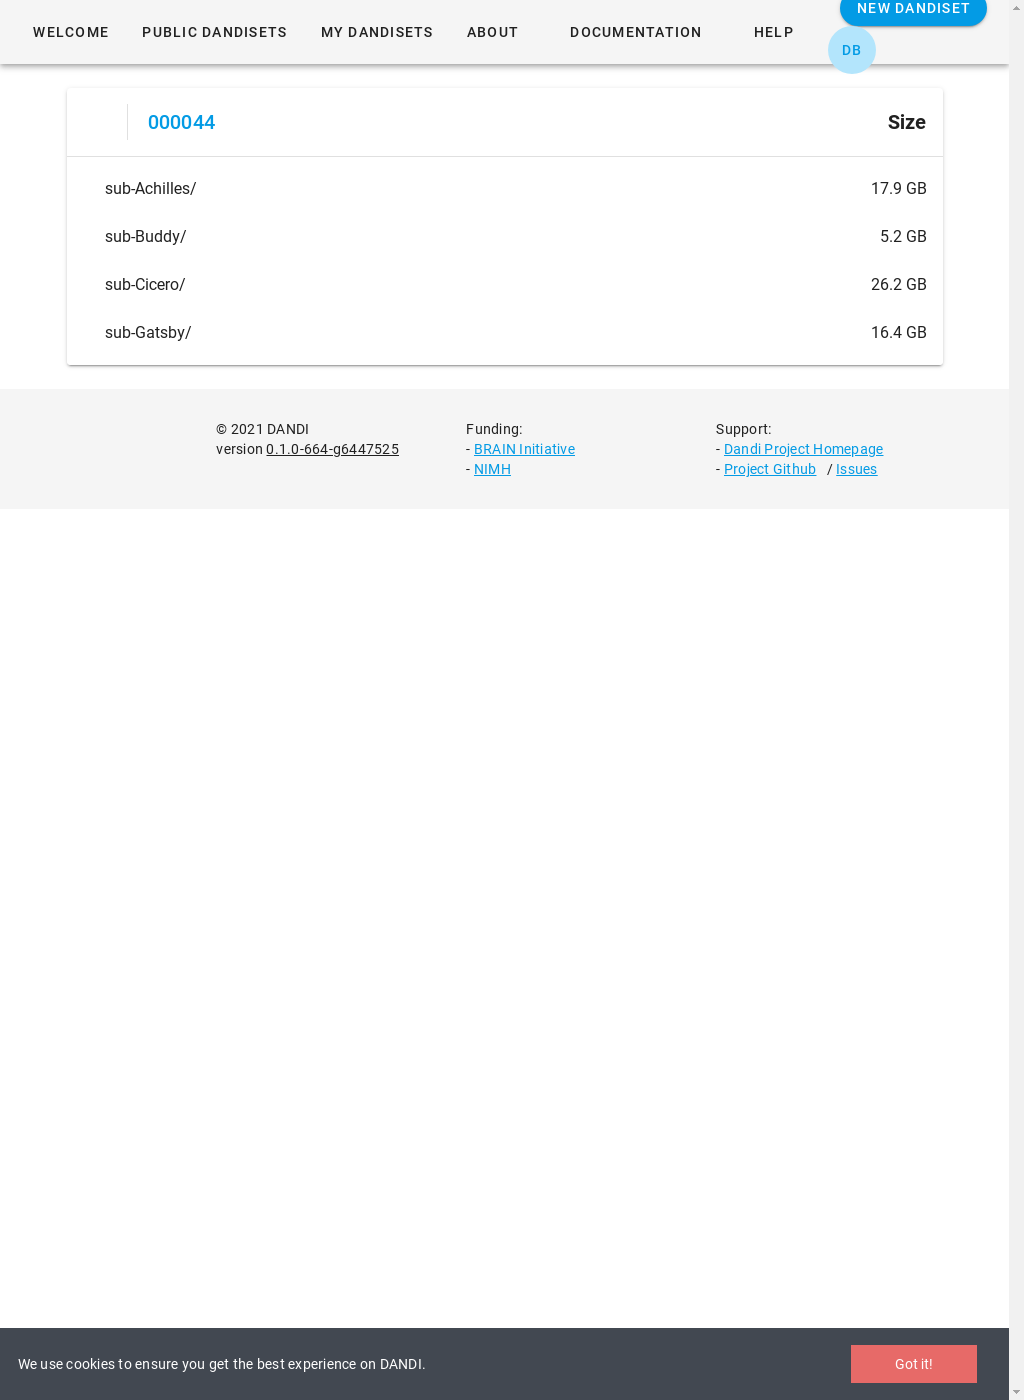 NEW DANDISET
WELCOME PUBLIC DANDISETS MY DANDISETS ABOUT DOCUMENTATION HELP
DB
000044 Size
sub-Achilles/ 17.9 GB
sub-Buddy/ 5.2 GB
sub-Cicero/ 26.2 GB
sub-Gatsby/ 16.4 GB
© 2021 DANDI Funding: Support:
version 0.1.0-664-g6447525 - BRAIN Initiative - Dandi Project Homepage
- NIMH - Project Github / Issues
We use cookies to ensure you get the best experience on DANDI. Got it!